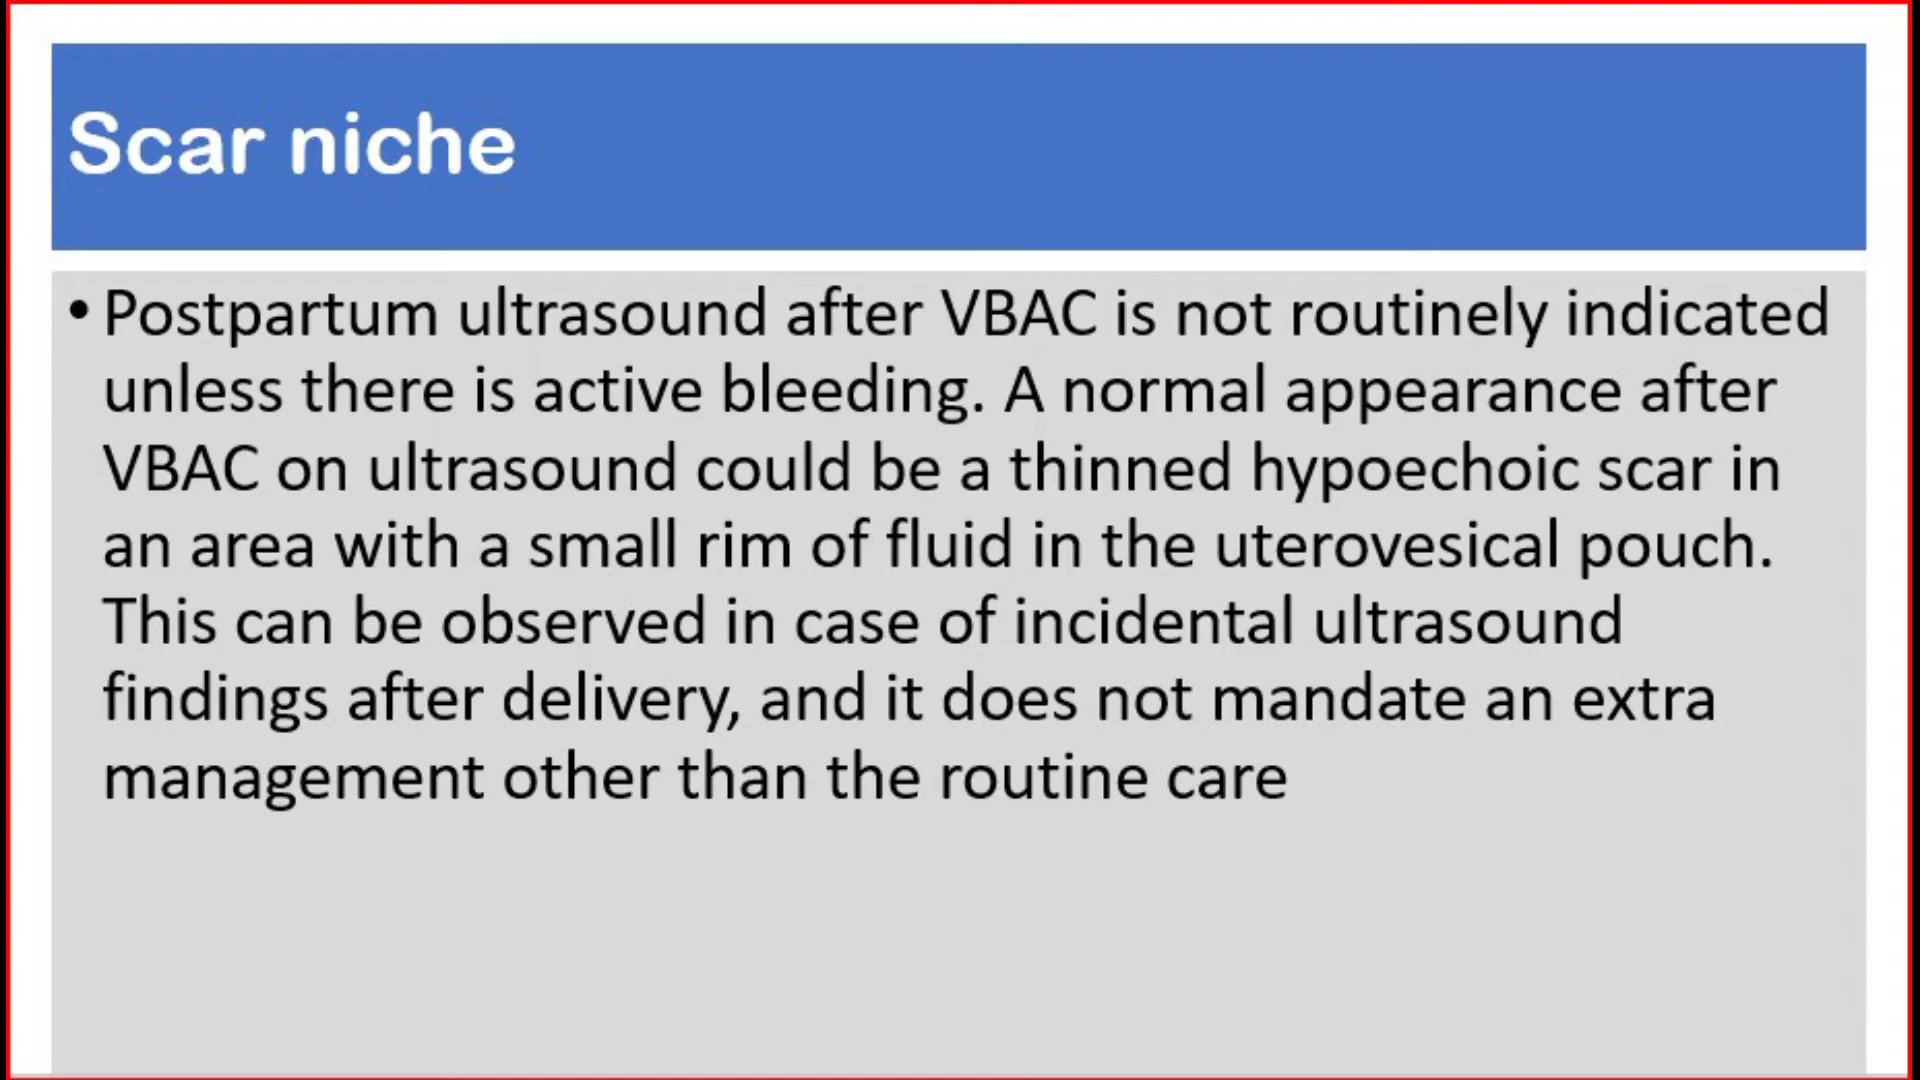 Scar niche
• Postpartum ultrasound after VBAC is not routinely indicated
unless there is active bleeding. A normal appearance after
VBAC on ultrasound could be a thinned hypoechoic scar in
an area with a small rim of fluid in the uterovesical pouch.
This can be observed in case of incidental ultrasound
findings after delivery, and it does not mandate an extra
management other than the routine care